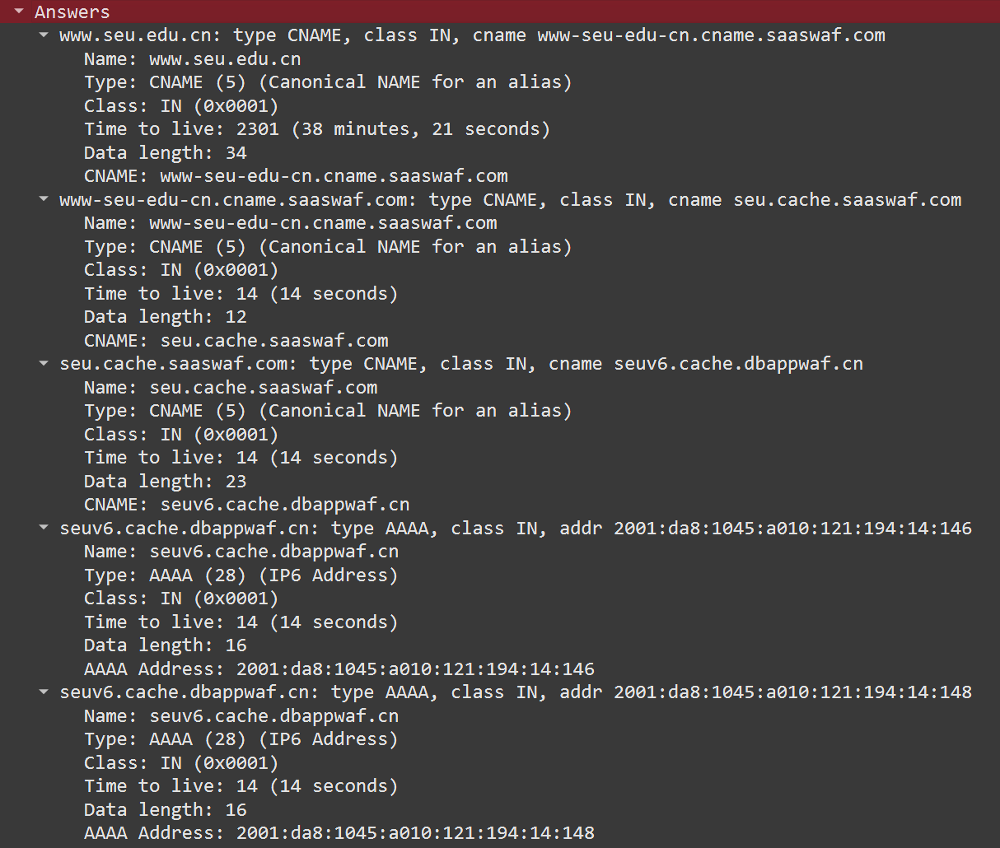 Answers
www.seu.edu.cn: type CNAME, class IN, cname www-seu-edu-cn.cname.saaswaf.com
Name: www.seu.edu.cn
Type: CNAME (5) (Canonical NAME for an alias)
Class: IN (0x0001)
Time to live: 2301 (38 minutes, 21 seconds)
Data length: 34
CNAME: www-seu-edu-cn.cname.saaswaf.com
www-seu-edu-cn.cname.saaswaf.com: type CNAME, class IN, cname seu.cache.saaswaf.com
Name: www-seu-edu-cn.cname.saaswaf.com
Type: CNAME (5) (Canonical NAME for an alias)
Class: IN (0x0001)
Time to live: 14 (14 seconds)
Data length: 12
CNAME: seu.cache.saaswaf.com
seu.cache.saaswaf.com: type CNAME, class IN, cname seuv6.cache.dbappwaf.cn
Name: seu.cache.saaswaf.com
Type: CNAME (5) (Canonical NAME for an alias)
Class: IN (0x0001)
Time to live: 14 (14 seconds)
Data length: 23
CNAME: seuv6.cache.dbappwaf.cn
seuv6.cache.dbappwaf.cn: type AAAA, class IN, addr 2001:da8:1045:a010:121:194:14:146
Name: seuv6.cache.dbappwaf.cn
Type: AAAA (28) (IP6 Address)
Class: IN (0x0001)
Time to live: 14 (14 seconds)
Data length: 16
AAAA Address: 2001:da8:1045:a010:121:194:14:146
seuv6.cache.dbappwaf.cn: type AAAA, class IN, addr 2001:da8:1045:a010:121:194:14:148
Name: seuv6.cache.dbappwaf.cn
Type: AAAA (28) (IP6 Address)
Class: IN (0x0001)
Time to live: 14 (14 seconds)
Data length: 16
AAAA Address: 2001:da8:1045:a010:121:194:14:148